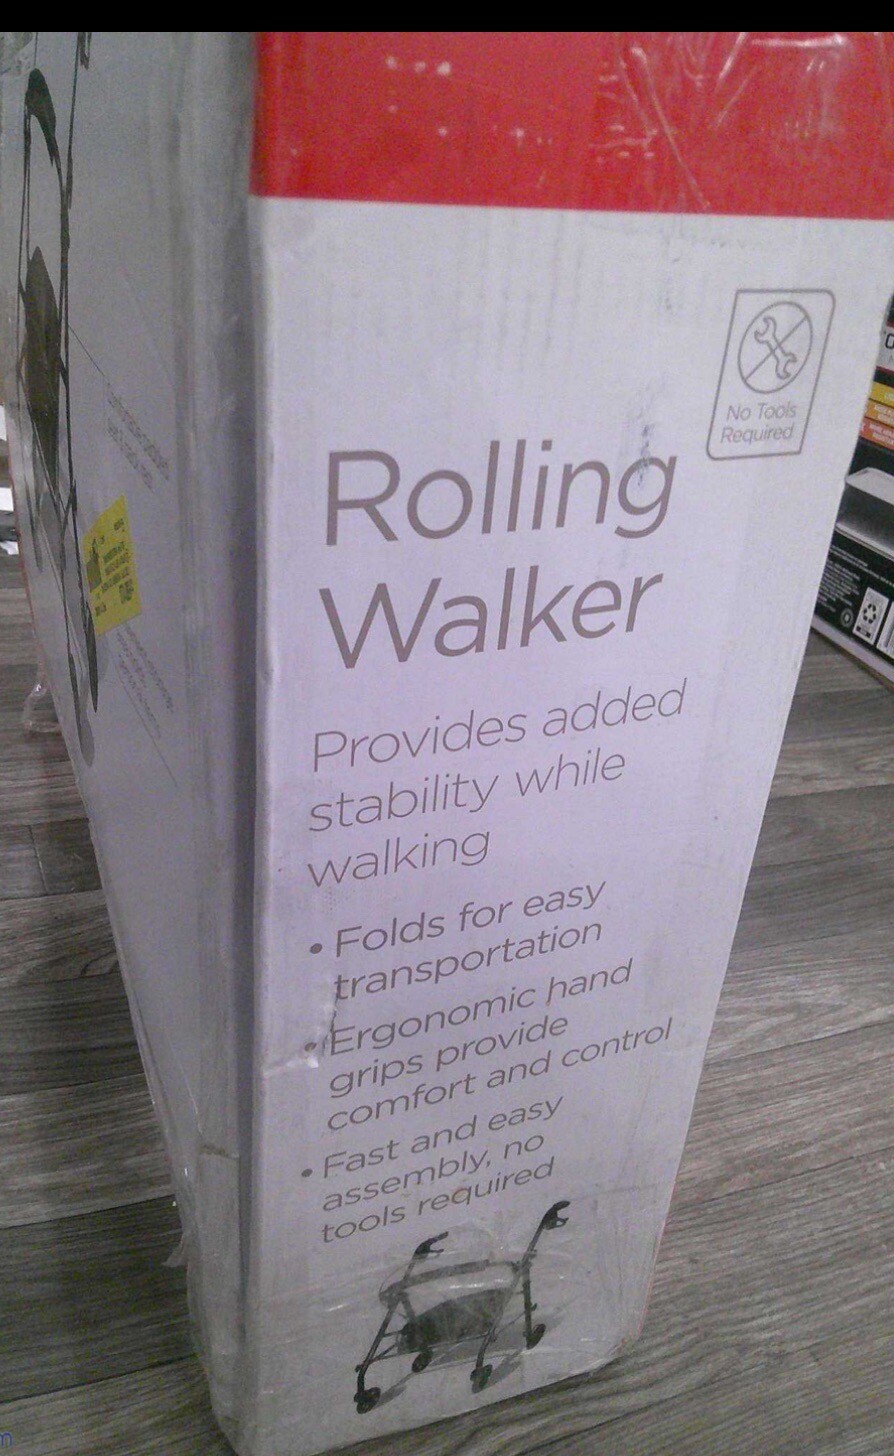 No Tools
Required
Rolling
Walker
Provides added
stability while
walking
• Folds for easy
transportation
• Ergonomic hand
grips provide
comfort and control
• Fast and easy
assembly, no
tools required